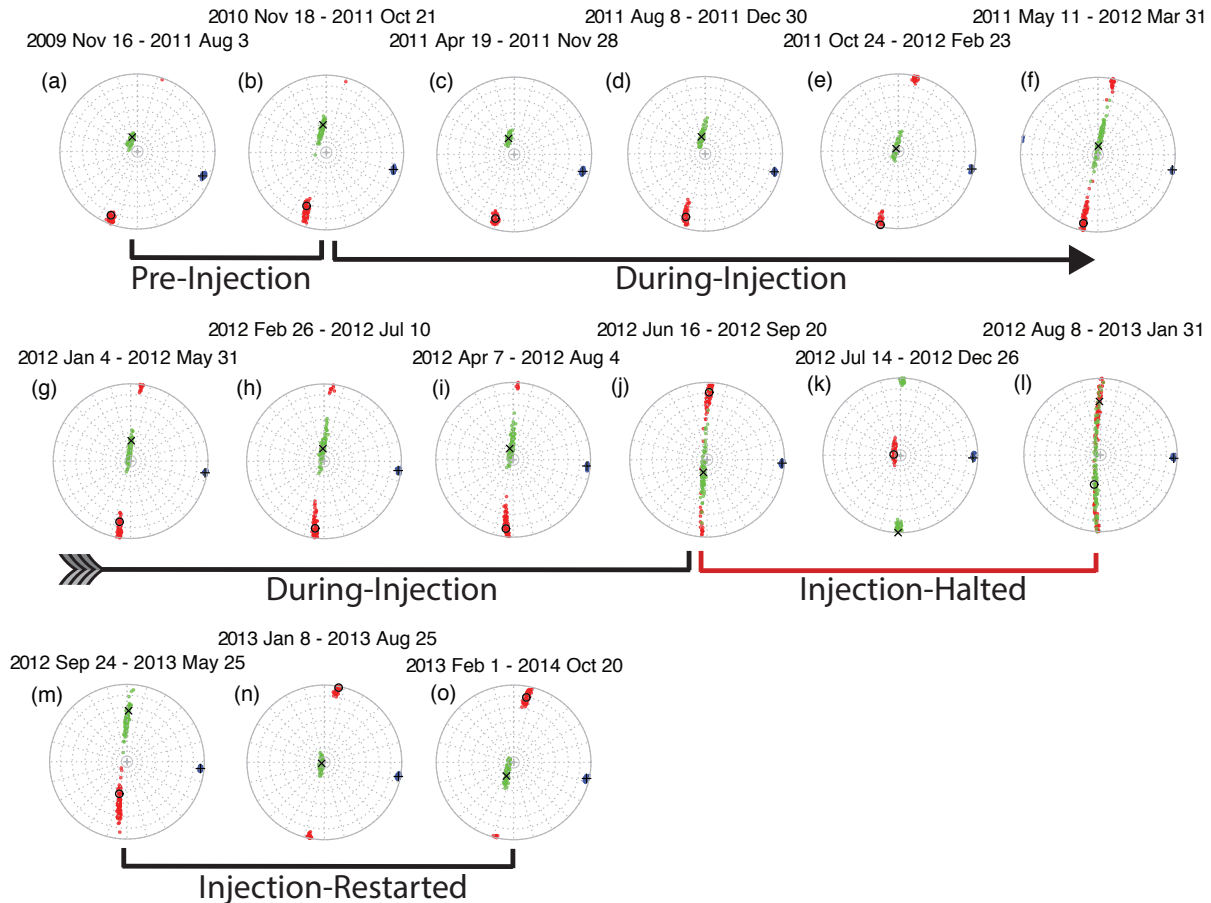 2010 Nov 18 - 2011 Oct 21
2011 Aug 8 - 2011 Dec 30
2011 May 11 - 2012 Mar 31
2009 Nov 16 - 2011 Aug 3
2011 Apr 19 - 2011 Nov 28
2011 Oct 24 - 2012 Feb 23
(a)
(b)
(c)
(d)
(e)
(f)
Pre-Injection
During-Injection
2012 Feb 26 - 2012 Jul 10
2012 Jun 16 - 2012 Sep 20
2012 Aug 8 - 2013 Jan 31
2012 Jan 4 - 2012 May 31
2012 Apr 7 - 2012 Aug 4
2012 Jul 14 - 2012 Dec 26
(g)
(h)
(i)
(j)
(k)
(l)
During-Injection
Injection-Halted
2013 Jan 8 - 2013 Aug 25
2012 Sep 24 - 2013 May 25
2013 Feb 1 - 2014 Oct 20
(m)
(n)
(o)
Injection-Restarted